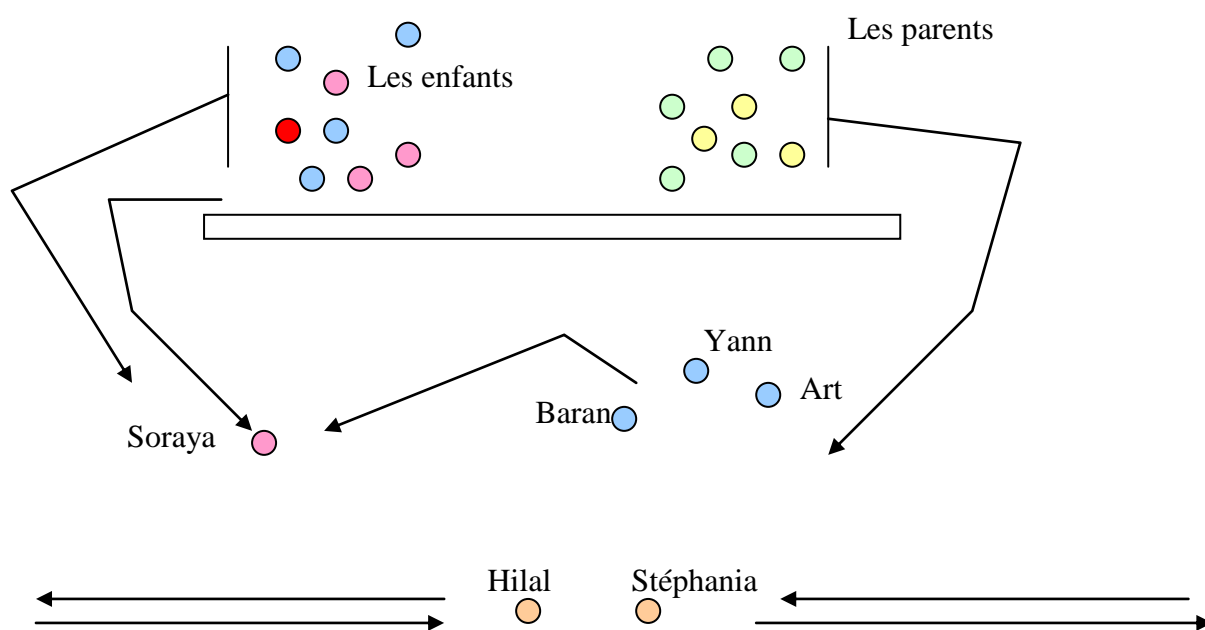 Les parents
Les enfants
Yann
Art
Baran
Soraya
Hilal
Stéphania